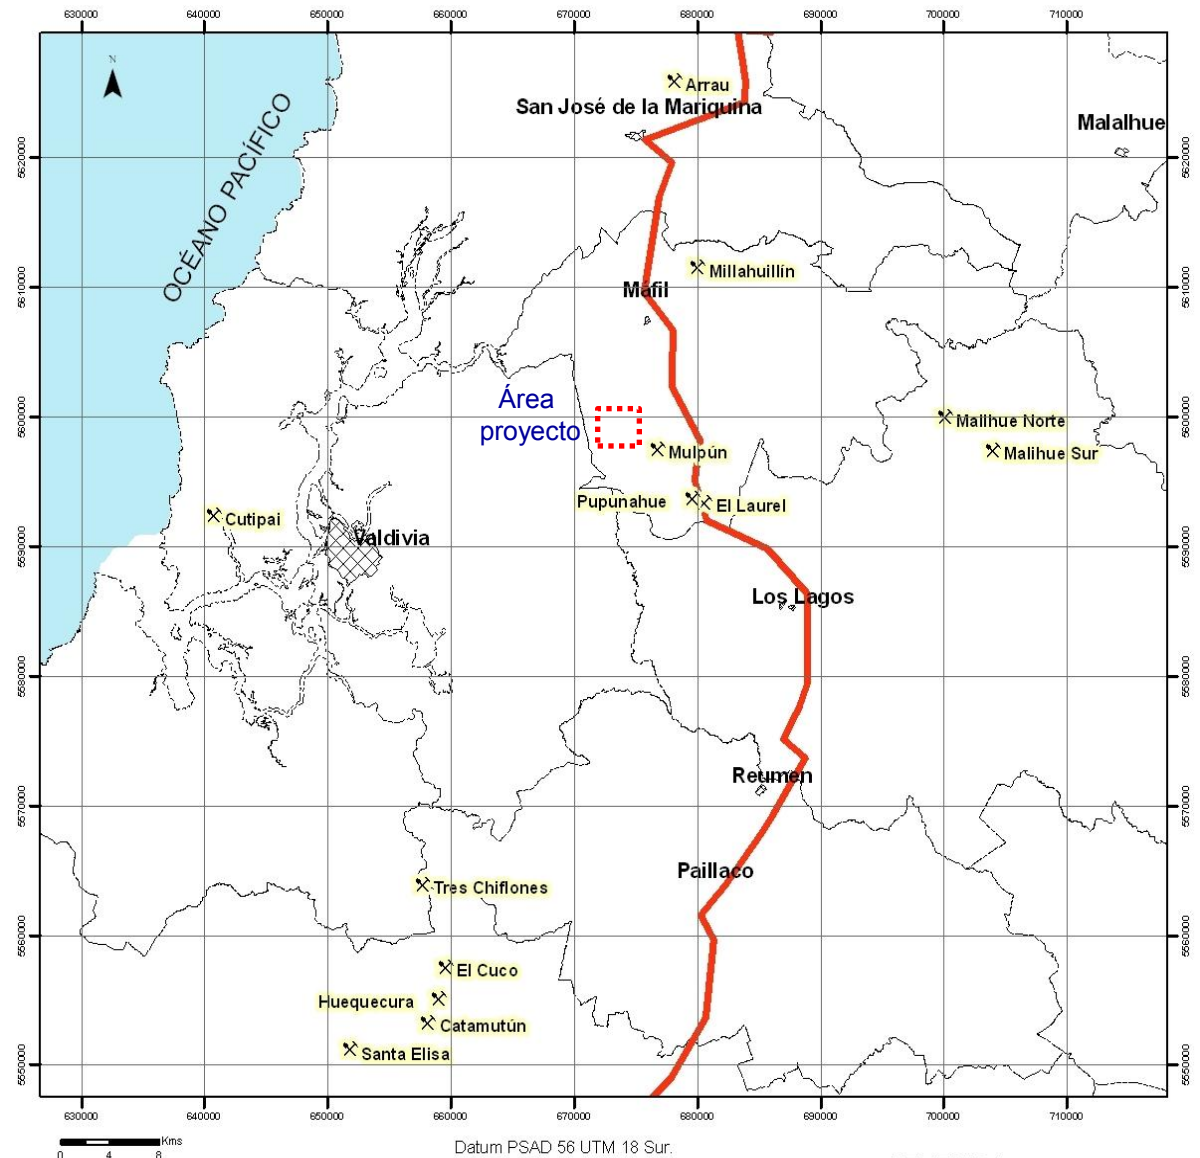 630000 640000 650000 660000 670000 680000 690000 700000 710000
N
Arrau
San José de la Mariquina
Malalhue
OCÉANO PACÍFICO
5620000 5620000
Millahuillín
Máfil
5610000 5610000
Área
proyecto
5600000 5600000
Malihue Norte
Mulpún
Malihue Sur
Pupunahue
El Laurel
Cutipai
Valdivia
5590000 5590000
Los Lagos
5580000 5580000
Reumen
5570000 5570000
Paillaco
Tres Chiflones
5560000 5560000
El Cuco
Huequecura
Catamutún
Santa Elisa
5550000 5550000
630000 640000 650000 660000 670000 680000 690000 700000 710000
Kms
0 4 8
Datum PSAD 56 UTM 18 Sur.